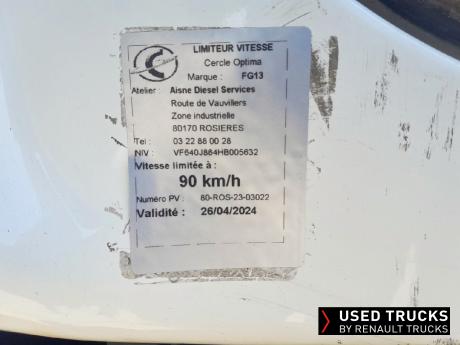 LIMITEUR VITESSE
Cercle Optima
Marque : FG13
Atelier : Aisne Diesel Services
Route de Vauvillers
Zone industrielle
80170 ROSIERES
Tel : 03 22 88 00 28
NIV : VF640J884HB005632
Vitesse limitée à :
90 km/h
Numéro PV : 80-ROS-23-03022
Validité : 26/04/2024
USED TRUCKS
BY RENAULT TRUCKS